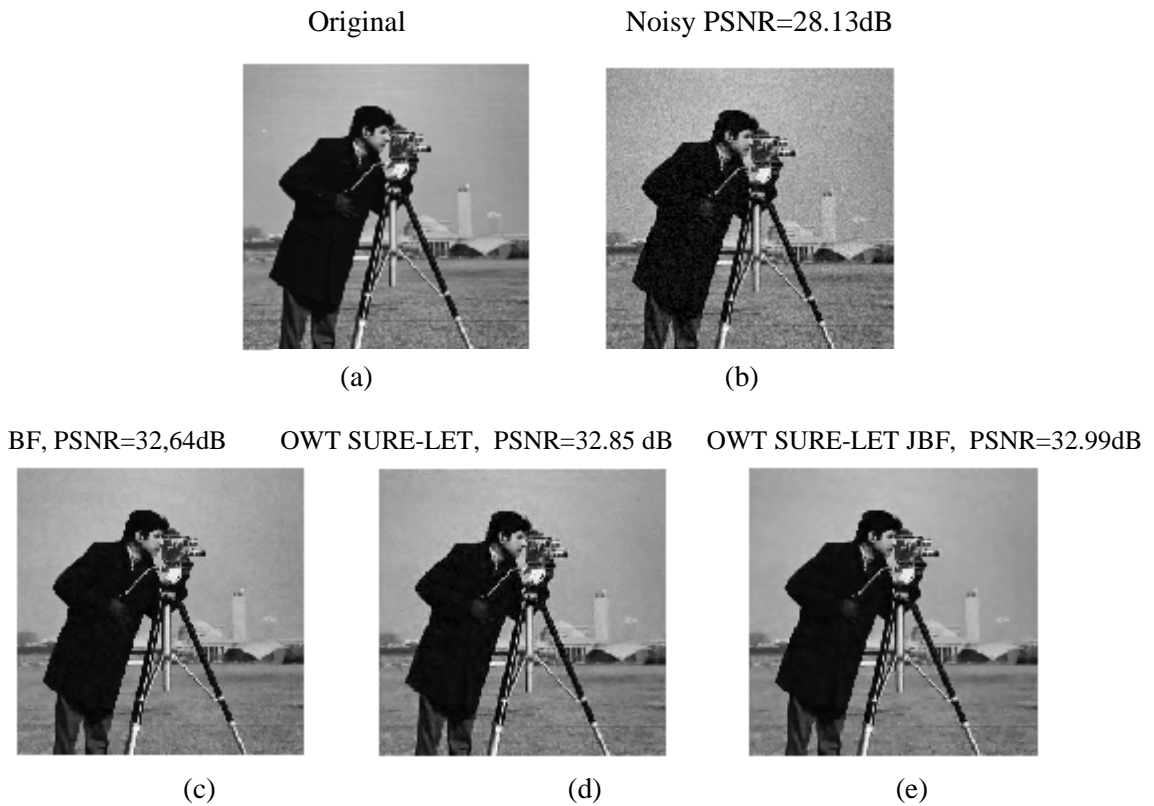 Original
Noisy PSNR=28.13dB
(a)
(b)
BF, PSNR=32,64dB
OWT SURE-LET, PSNR=32.85 dB
OWT SURE-LET JBF, PSNR=32.99dB
(c)
(d)
(e)